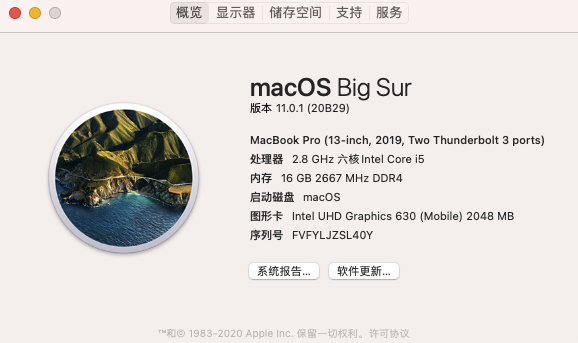 概览 显示器 储存空间 支持 服务
macOS Big Sur
版本 11.0.1 (20B29)
MacBook Pro (13-inch, 2019, Two Thunderbolt 3 ports)
处理器 2.8 GHz 六核Intel Core i5
内存 16 GB 2667 MHz DDR4
启动磁盘 macOS
图形卡 Intel UHD Graphics 630 (Mobile) 2048 MB
序列号 FVFYLJZSL40Y
系统报告... 软件更新...
™和© 1983-2020 Apple Inc. 保留一切权利。许可协议